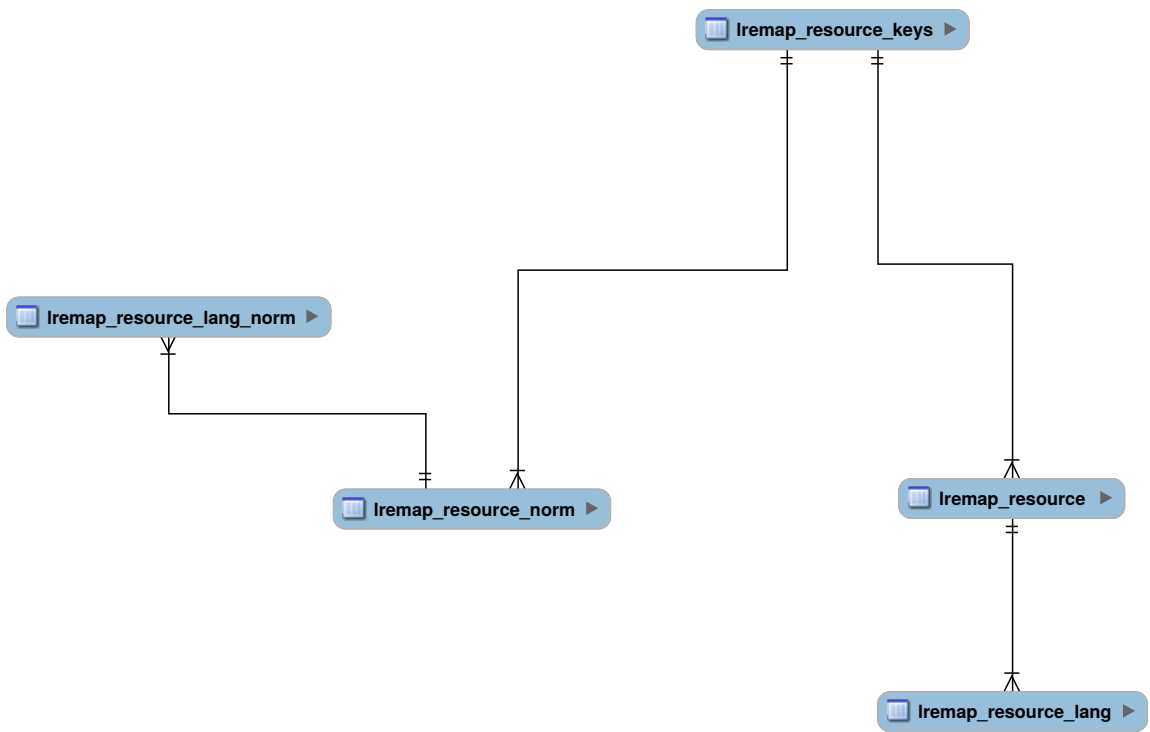 lremap_resource_keys
lremap_resource_lang_norm
lremap_resource_norm
lremap_resource
lremap_resource_lang